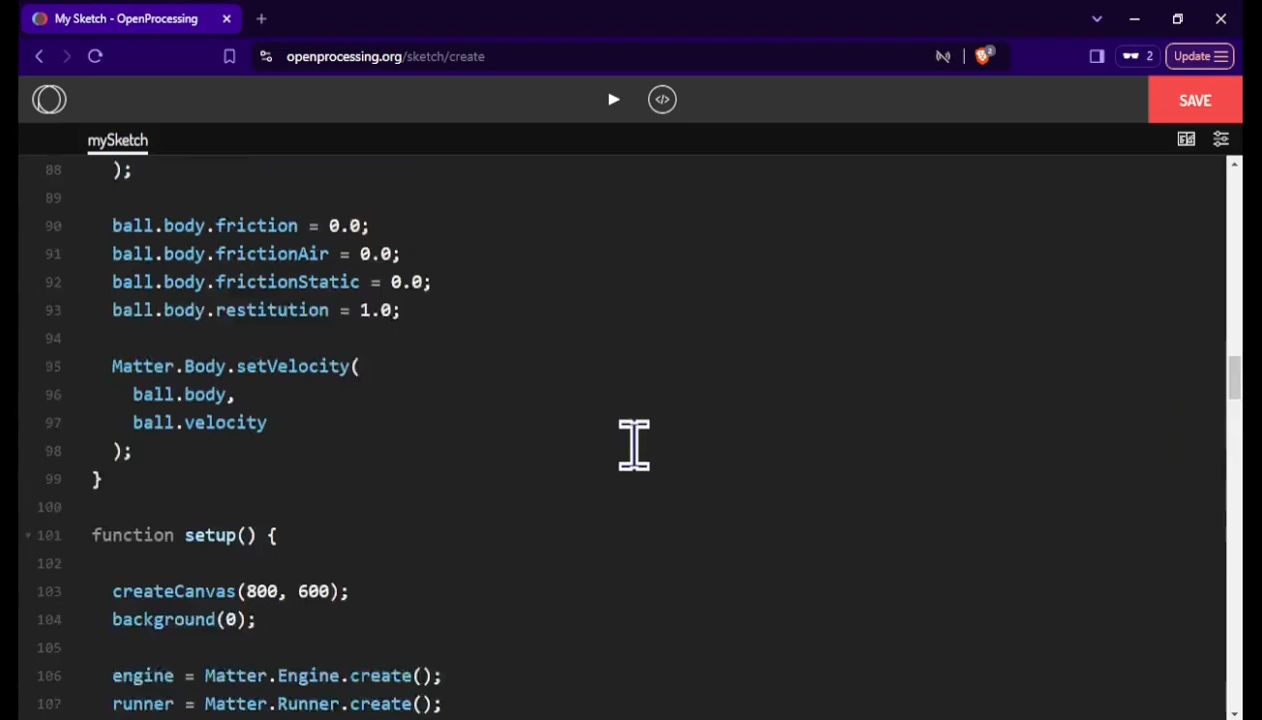 My Sketch - OpenProcessing
openprocessing.org/sketch/create
2
2
Update
</>
SAVE
mySketch
88 );
89
90 ball.body.friction = 0.0;
91 ball.body.frictionAir = 0.0;
92 ball.body.frictionStatic = 0.0;
93 ball.body.restitution = 1.0;
94
95 Matter.Body.setVelocity(
96 ball.body,
97 ball.velocity
98 );
99 }
100
101 function setup() {
102
103 createCanvas(800, 600);
104 background(0);
105
106 engine = Matter.Engine.create();
107 runner = Matter.Runner.create();